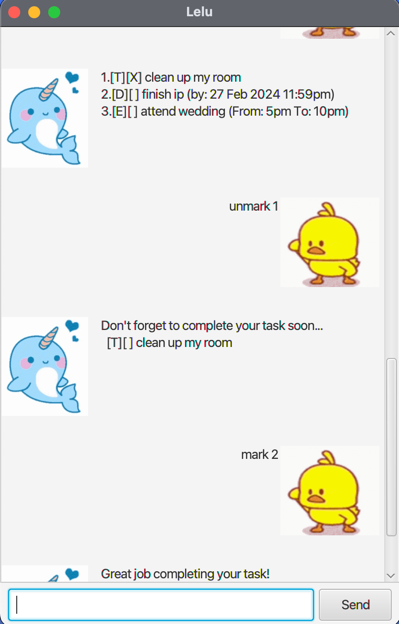 Lelu
1.[T][X] clean up my room
2.[D][ ] finish ip (by: 27 Feb 2024 11:59pm)
3.[E][ ] attend wedding (From: 5pm To: 10pm)
unmark 1
Don't forget to complete your task soon...
[T][ ] clean up my room
mark 2
Great job completing your task!
Send